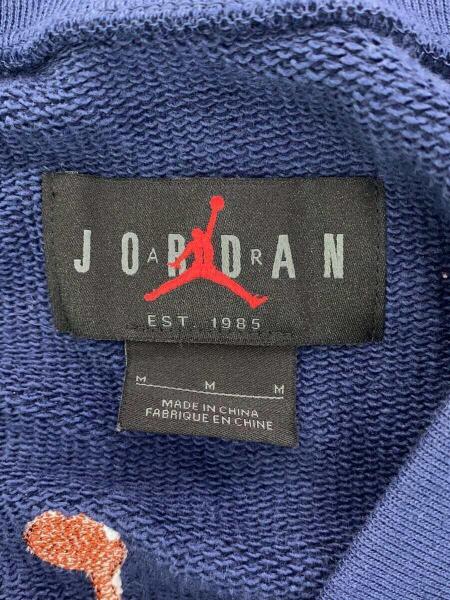 JORDAN
AIR
EST. 1985
M M M
MADE IN CHINA
FABRIQUE EN CHINE